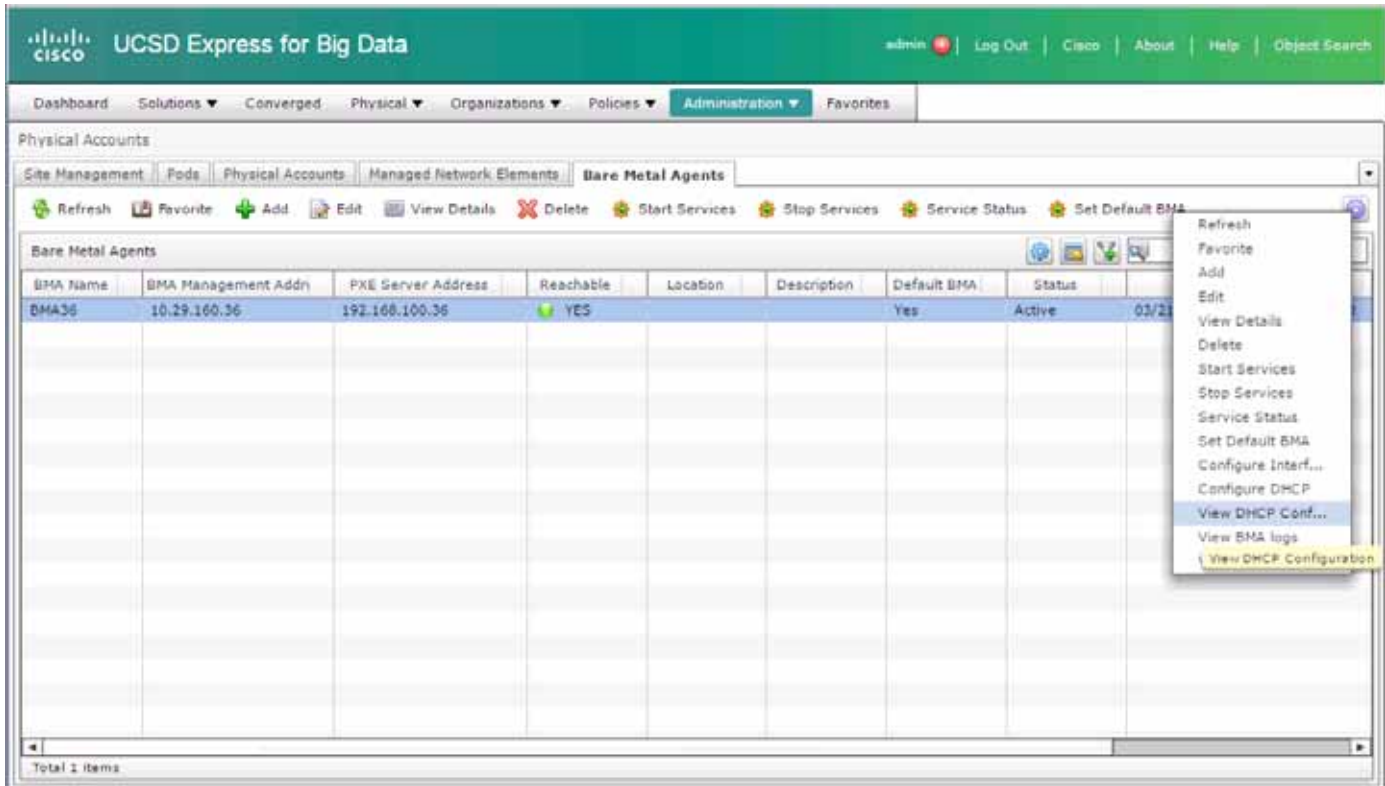 cisco UCSD Express for Big Data
admin | Log Out | Cisco | About | Help | Object Search
Dashboard Solutions Converged Physical Organizations Policies Administration Favorites
Physical Accounts
Site Management Pods Physical Accounts Managed Network Elements Bare Metal Agents
Refresh Favorite Add Edit View Details Delete Start Services Stop Services Service Status Set Default BMA
Bare Metal Agents
BMA Name BMA Management Addr PXE Server Address Reachable Location Description Default BMA Status
BMA36 10.29.160.36 192.168.100.36 YES Yes Active 03/21
Refresh
Favorite
Add
Edit
View Details
Delete
Start Services
Stop Services
Service Status
Set Default BMA
Configure Interf...
Configure DHCP
View DHCP Conf...
View BMA logs
View DHCP Configuration
Total 1 items